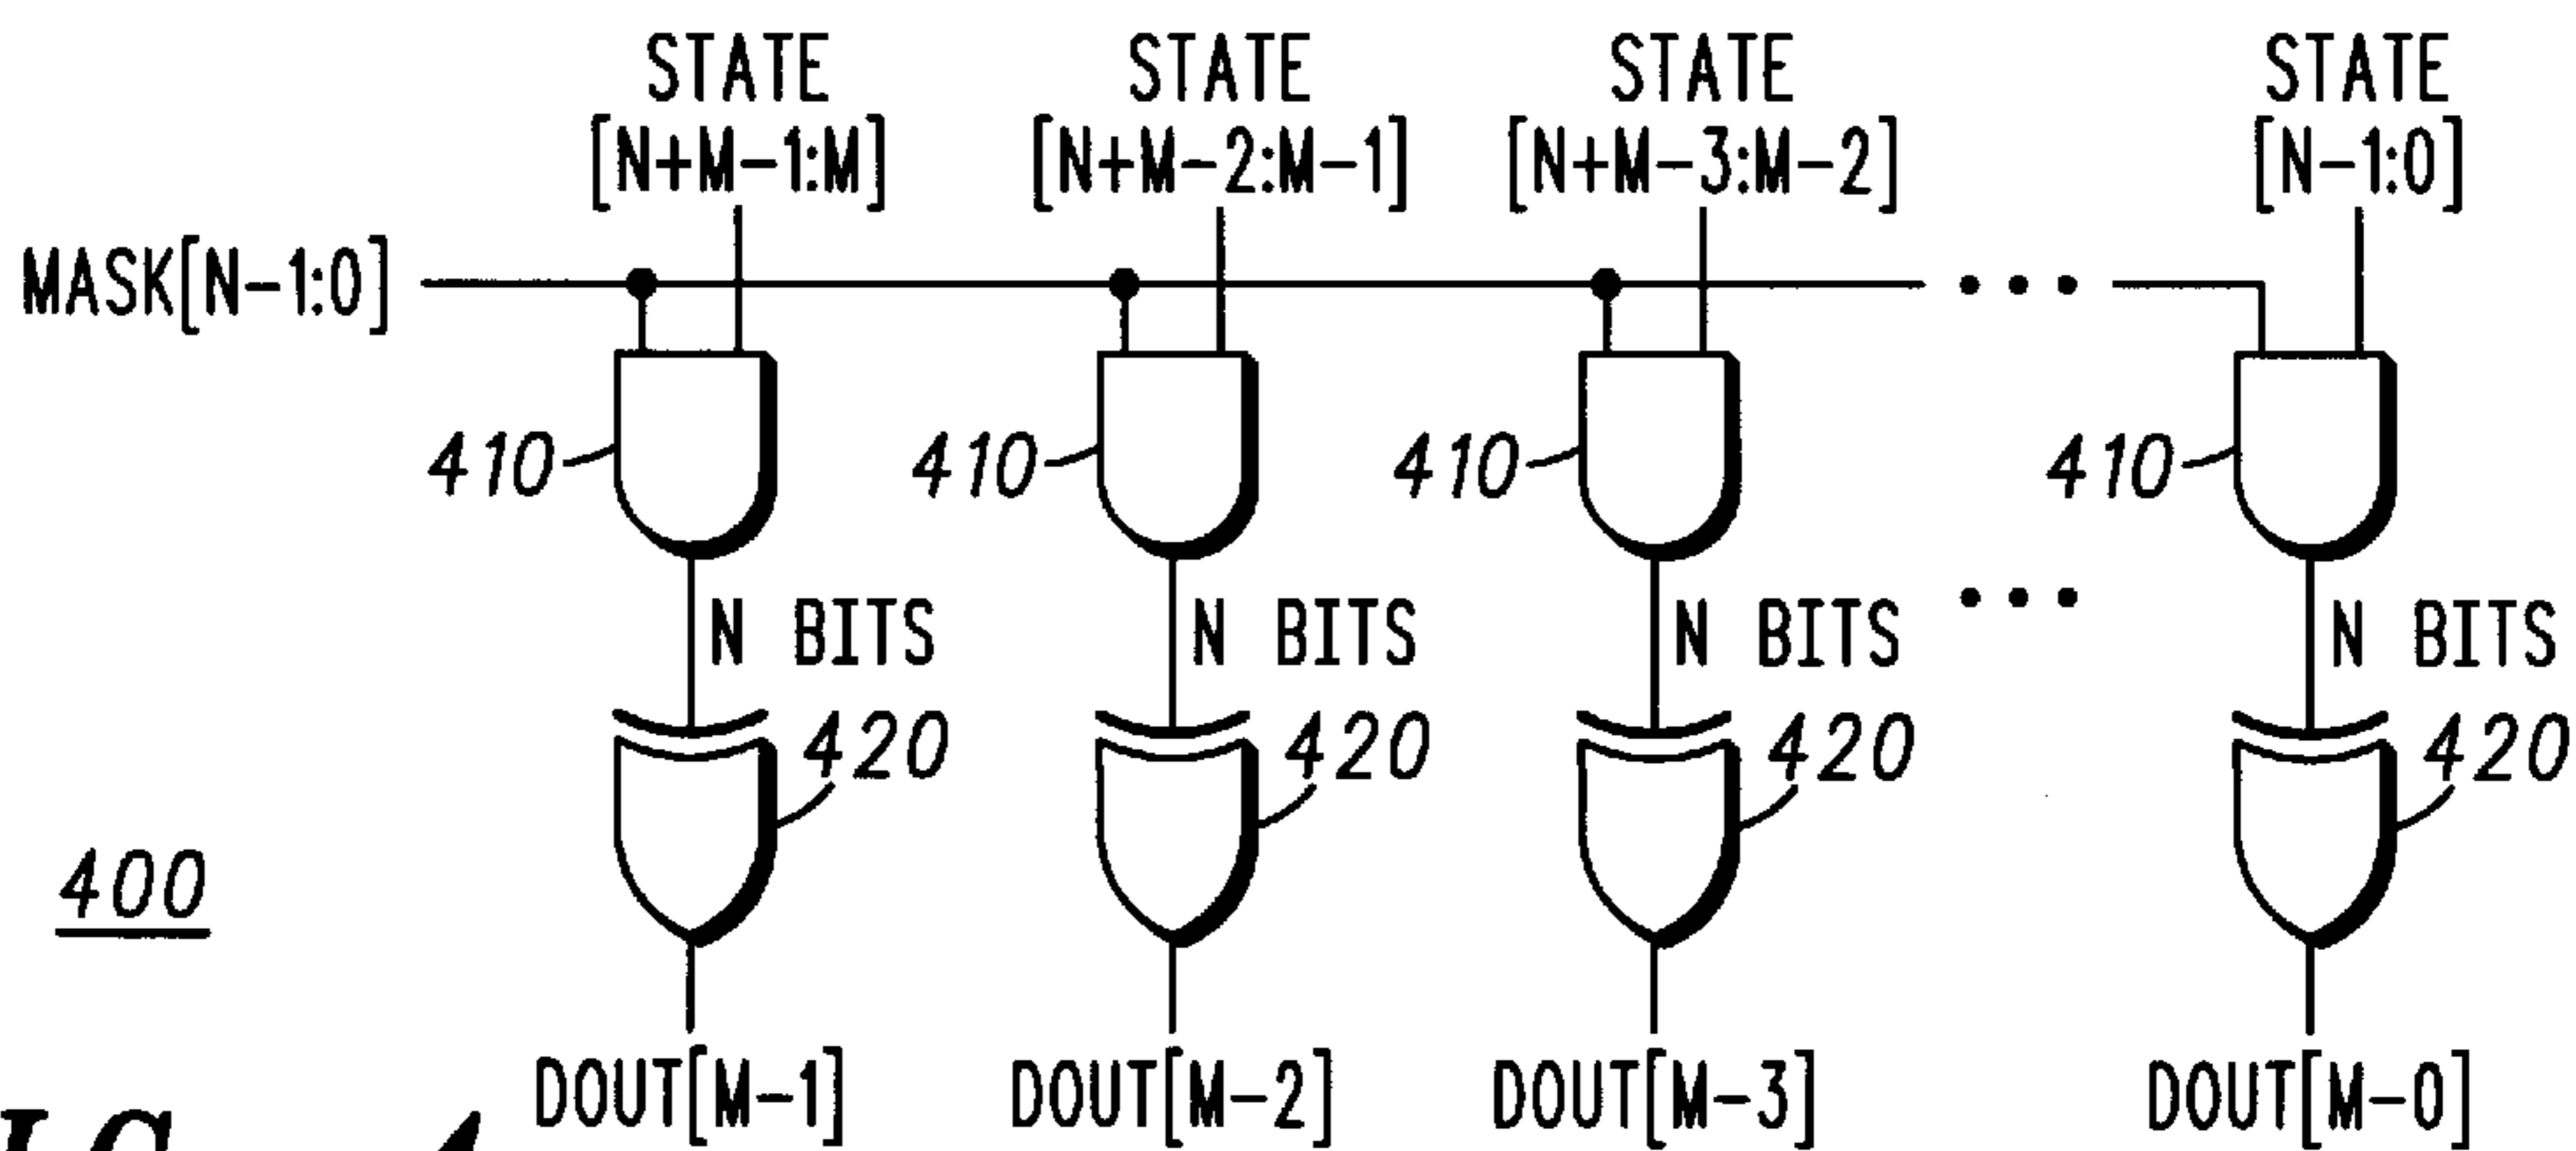 STATE [N+M-1:M]
STATE [N+M-2:M-1]
STATE [N+M-3:M-2]
STATE [N-1:0]
MASK[N-1:0]
410
410
410
410
N BITS
N BITS
N BITS
N BITS
420
420
420
420
400
DOUT[M-1]
DOUT[M-2]
DOUT[M-3]
DOUT[M-0]